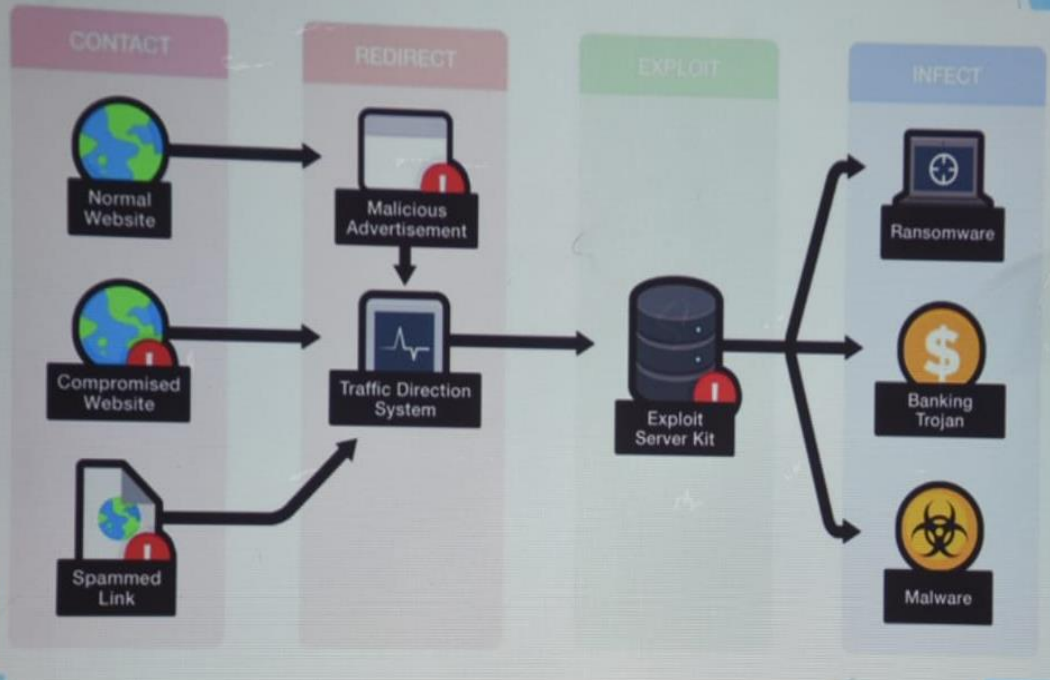 CONTACT
REDIRECT
EXPLOIT
INFECT
Normal
Website
Malicious
Advertisement
Ransomware
Compromised
Website
Traffic Direction
System
Exploit
Server Kit
Banking
Trojan
Spammed
Link
Malware